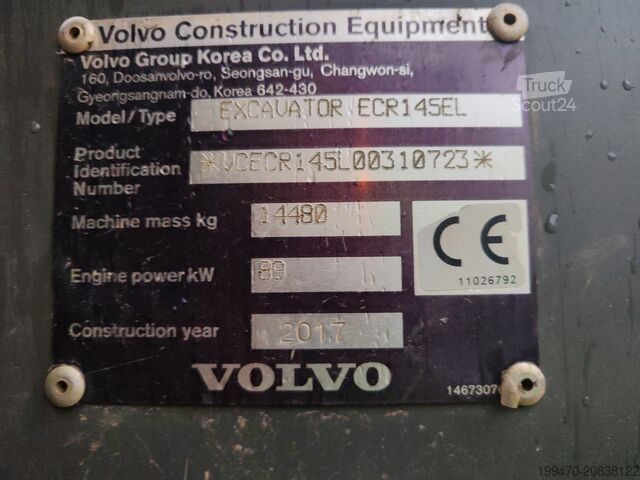 Volvo Construction Equipment
Volvo Group Korea Co. Ltd.
160, Doosanvolvo-ro, Seongsan-gu, Changwon-si,
Gyeongsangnam-do, Korea 642-430
Truck
Scout24
Model/Type EXCAVATOR ECR145EL
Product
Identification *VCECR145L00310723*
Number
Machine mass kg 14480
CE
11026792
Engine power kW 89
Construction year 2017
VOLVO
199470-20838122